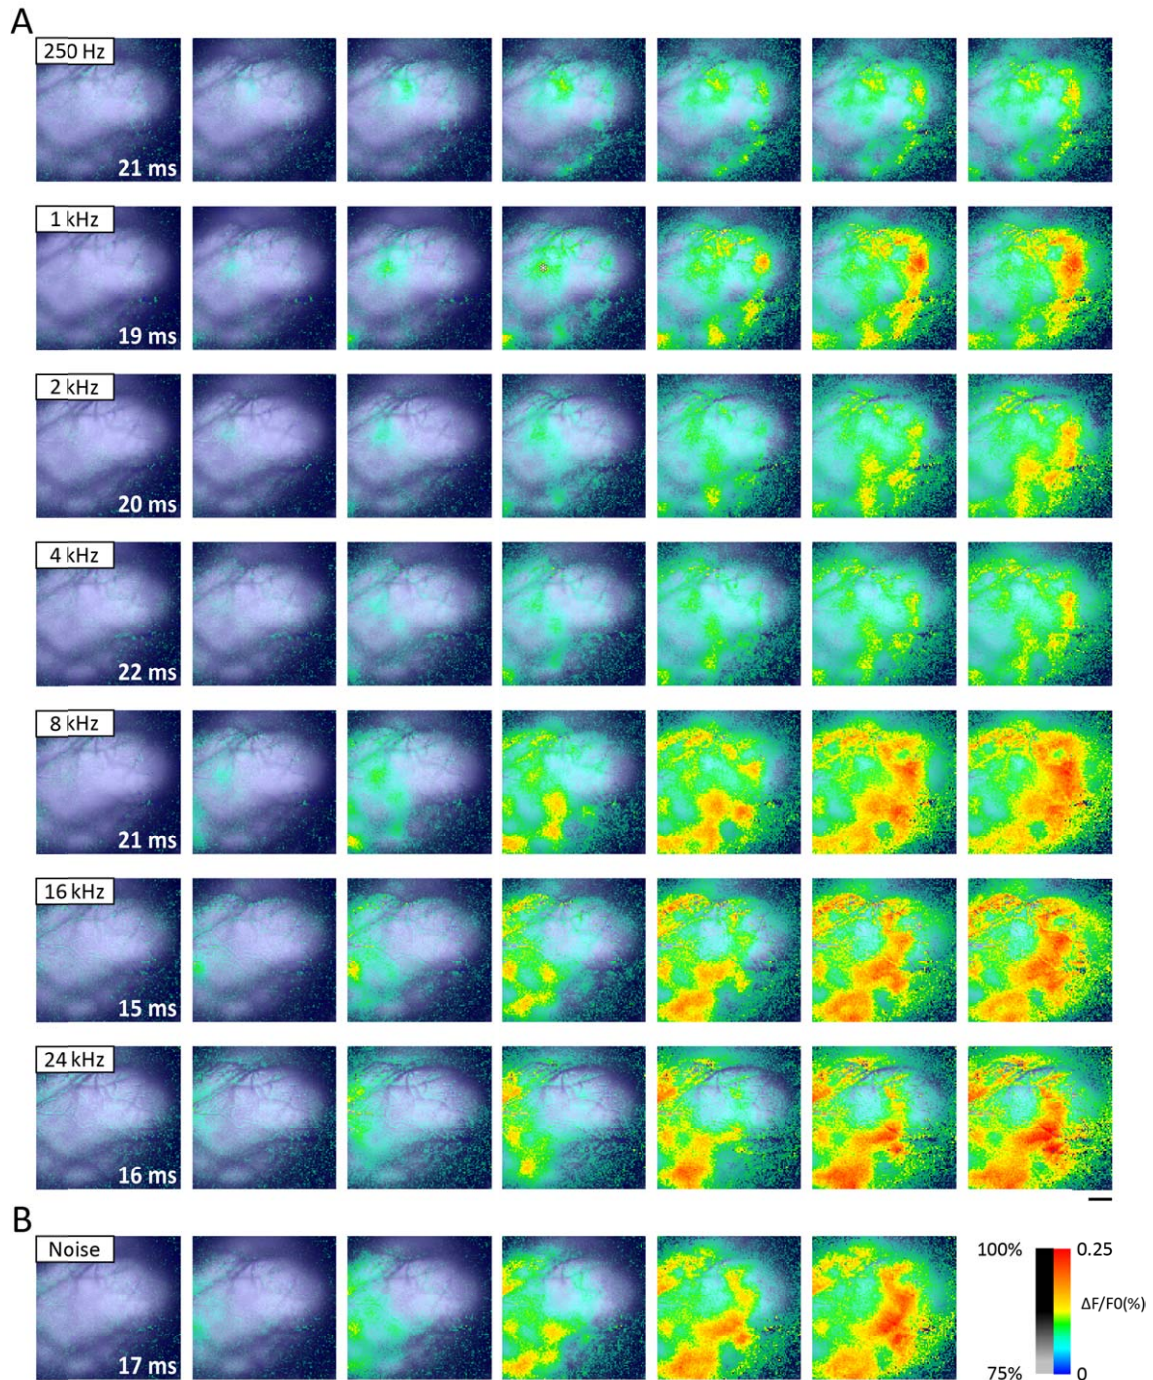 A
250 Hz
21 ms
1 kHz
19 ms
2 kHz
20 ms
4 kHz
22 ms
8 kHz
21 ms
16 kHz
15 ms
24 kHz
16 ms
B
Noise
17 ms
100% 0.25
ΔF/F0(%)
75% 0